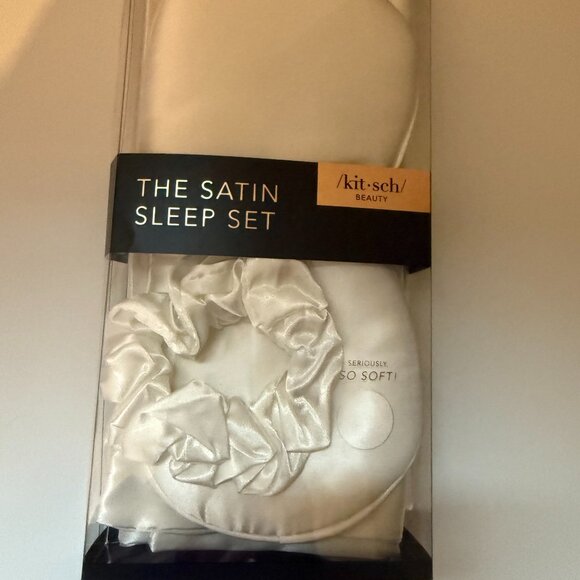 THE SATIN
SLEEP SET
/kit·sch/
BEAUTY
SERIOUSLY,
SO SOFT!